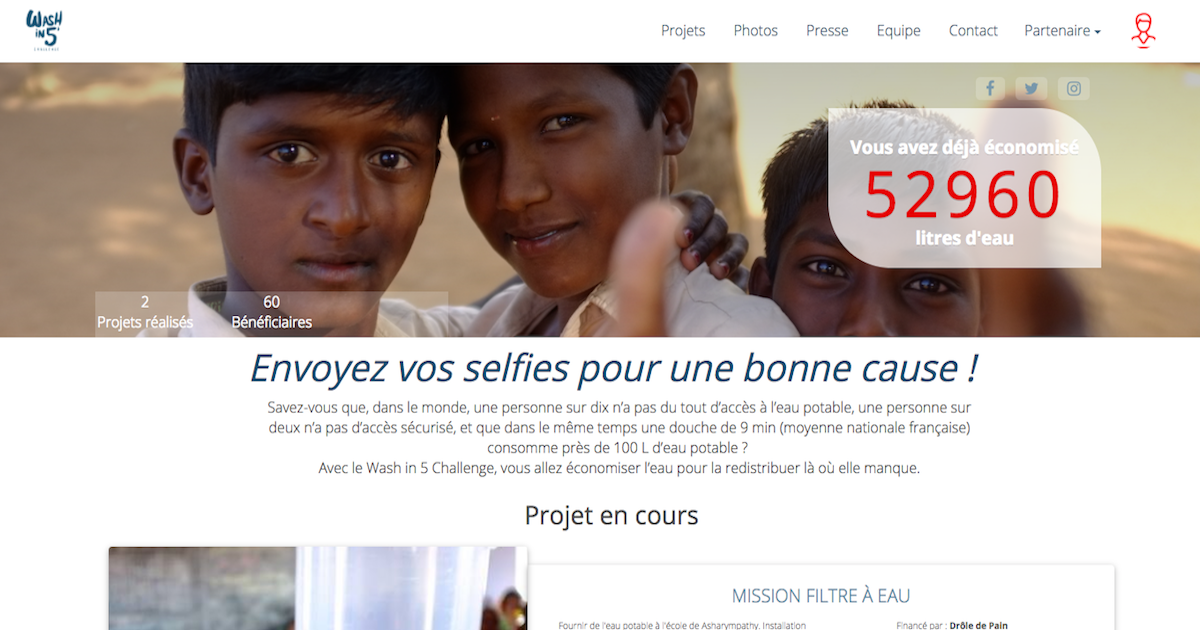 WASH
in 5'
CHALLENGE
Projets
Photos
Presse
Equipe
Contact
Partenaire
Vous avez déjà économisé
52960
litres d'eau
2
Projets réalisés
60
Bénéficiaires
Envoyez vos selfies pour une bonne cause !
Savez-vous que, dans le monde, une personne sur dix n'a pas du tout d'accès à l'eau potable, une personne sur
deux n'a pas d'accès sécurisé, et que dans le même temps une douche de 9 min (moyenne nationale française)
consomme près de 100 L d'eau potable ?
Avec le Wash in 5 Challenge, vous allez économiser l'eau pour la redistribuer là où elle manque.
Projet en cours
MISSION FILTRE À EAU
Fournir de l'eau potable à l'école de Asharympathy. Installation
Financé par : Drôle de Pain